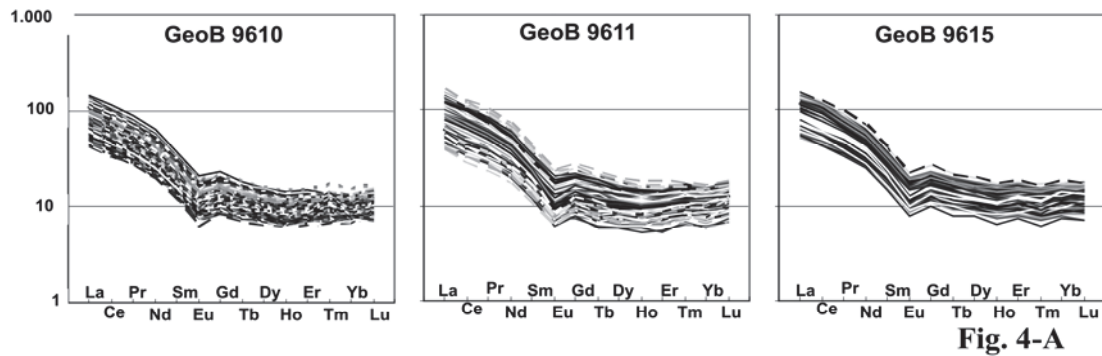 1.000
100
10
1
GeoB 9610
La Pr Sm Gd Dy Er Yb
Ce Nd Eu Tb Ho Tm Lu
GeoB 9611
La Pr Sm Gd Dy Er Yb
Ce Nd Eu Tb Ho Tm Lu
GeoB 9615
La Pr Sm Gd Dy Er Yb
Ce Nd Eu Tb Ho Tm Lu
Fig. 4-A